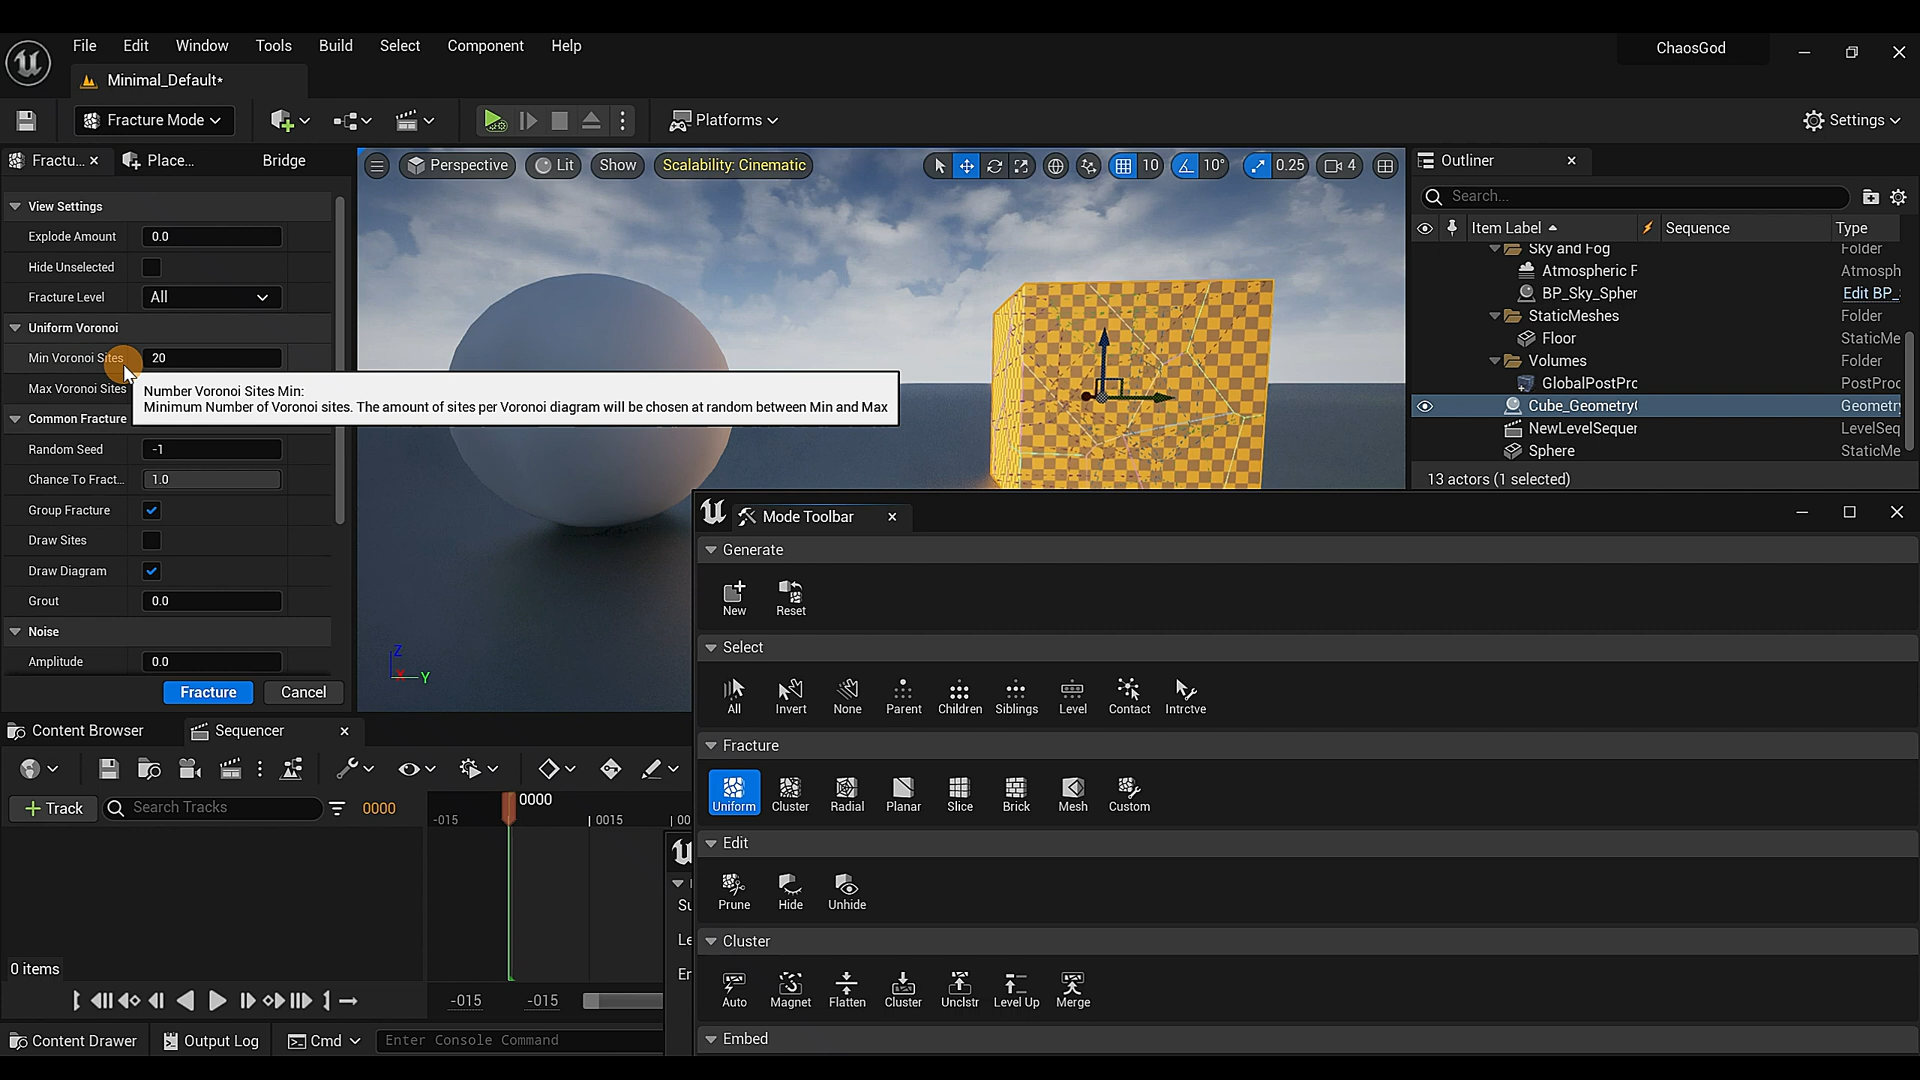 File Edit Window Tools Build Select Component Help
ChaosGod
Minimal_Default*
Fracture Mode
Platforms
Settings
Fractu...
Place...
Bridge
View Settings
Explode Amount 0.0
Hide Unselected
Fracture Level All
Uniform Voronoi
Min Voronoi Sites 20
Max Voronoi Sites
Common Fracture
Random Seed -1
Chance To Fract... 1.0
Group Fracture
Draw Sites
Draw Diagram
Grout 0.0
Noise
Amplitude 0.0
Fracture Cancel
Number Voronoi Sites Min:
Minimum Number of Voronoi sites. The amount of sites per Voronoi diagram will be chosen at random between Min and Max
Perspective Lit Show Scalability: Cinematic 10 10° 0.25 4
Z
X Y
Outliner
Search...
Item Label Sequence Type
Sky and Fog Folder
Atmospheric F Atmosph
BP_Sky_Spher Edit BP_
StaticMeshes Folder
Floor StaticMe
Volumes Folder
GlobalPostPrc PostProc
Cube_Geometry( Geometry
NewLevelSequer LevelSeq
Sphere StaticMe
13 actors (1 selected)
Mode Toolbar
Generate
New Reset
Select
All Invert None Parent Children Siblings Level Contact Intrctve
Fracture
Uniform Cluster Radial Planar Slice Brick Mesh Custom
Edit
Prune Hide Unhide
Cluster
Auto Magnet Flatten Cluster Unclstr Level Up Merge
Embed
Content Browser Sequencer
+ Track Search Tracks 0000
0000
-015 0015 00
Su
Le
Er
0 items
-015 -015
Content Drawer Output Log Cmd Enter Console Command